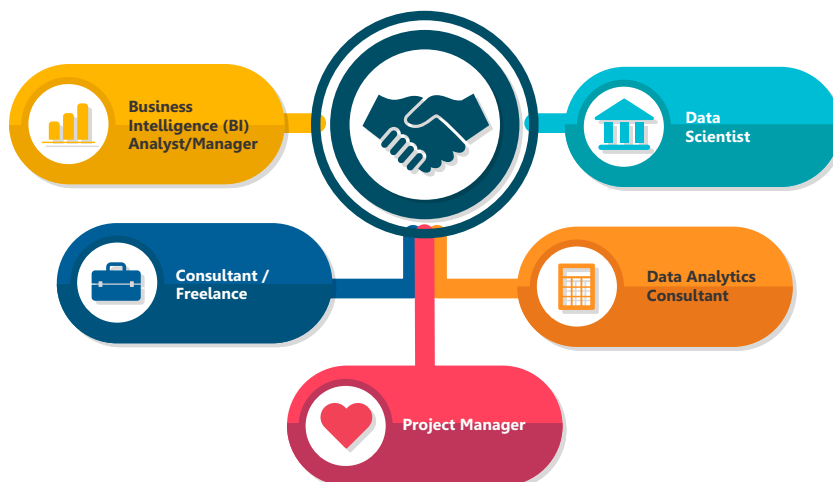 Business
Intelligence (BI)
Analyst/Manager
Data
Scientist
Consultant /
Freelance
Data Analytics
Consultant
Project Manager